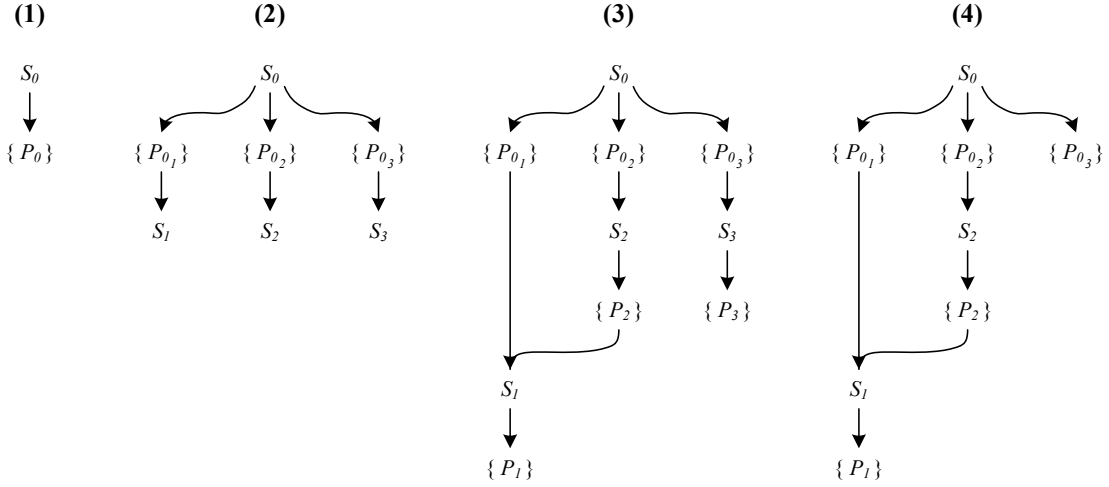 (1) (2) (3) (4)
S₀ S₀ S₀ S₀
{ P₀ } { P₀₁ } { P₀₂ } { P₀₃ } { P₀₁ } { P₀₂ } { P₀₃ } { P₀₁ } { P₀₂ } { P₀₃ }
S₁ S₂ S₃ S₂ S₃ S₂
{ P₂ } { P₃ } { P₂ }
S₁ S₁
{ P₁ } { P₁ }